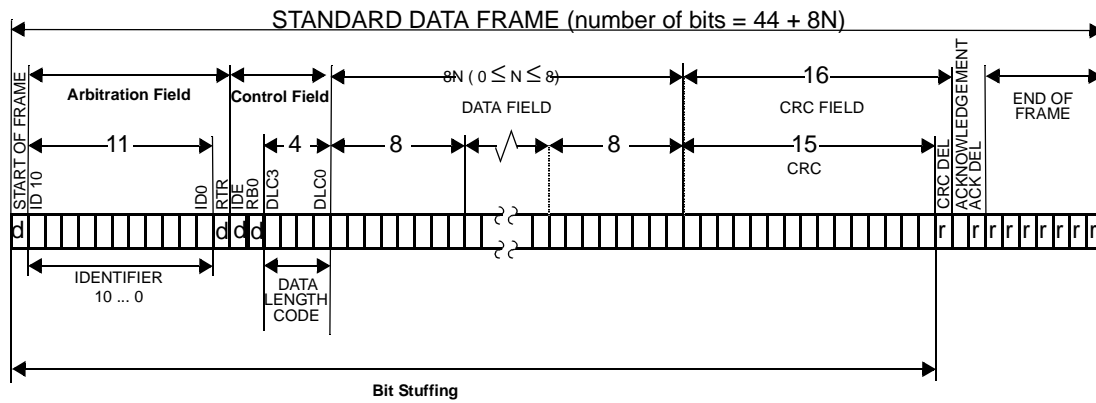 STANDARD DATA FRAME (number of bits = 44 + 8N)
8N ( 0 ≤ N ≤ 8)
16
Arbitration Field
Control Field
DATA FIELD
CRC FIELD
END OF
FRAME
11
4
8
8
15
CRC
START OF FRAME
ID 10
ID0
RTR
IDE
RB0
DLC3
DLC0
CRC DEL
ACKNOWLEDGEMENT
ACK DEL
d d d d r r r r r r r r r
IDENTIFIER
10 ... 0
DATA
LENGTH
CODE
Bit Stuffing